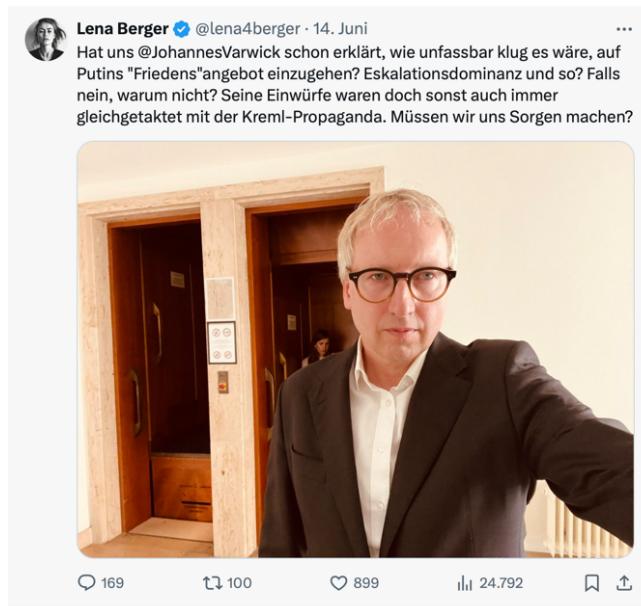 Lena Berger @lena4berger · 14. Juni
Hat uns @JohannesVarwick schon erklärt, wie unfassbar klug es wäre, auf
Putins "Friedens"angebot einzugehen? Eskalationsdominanz und so? Falls
nein, warum nicht? Seine Einwürfe waren doch sonst auch immer
gleichgetaktet mit der Kreml-Propaganda. Müssen wir uns Sorgen machen?
169 100 899 24.792